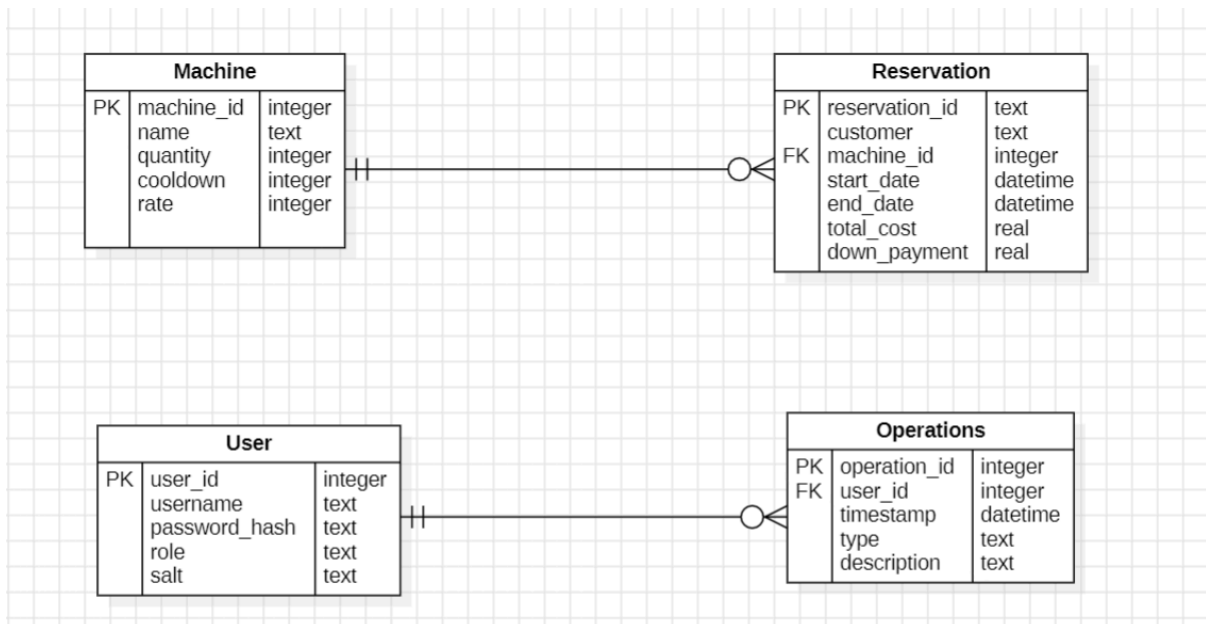 Machine
PK machine_id integer
name text
quantity integer
cooldown integer
rate integer
Reservation
PK reservation_id text
customer text
FK machine_id integer
start_date datetime
end_date datetime
total_cost real
down_payment real
User
PK user_id integer
username text
password_hash text
role text
salt text
Operations
PK operation_id integer
FK user_id integer
timestamp datetime
type text
description text